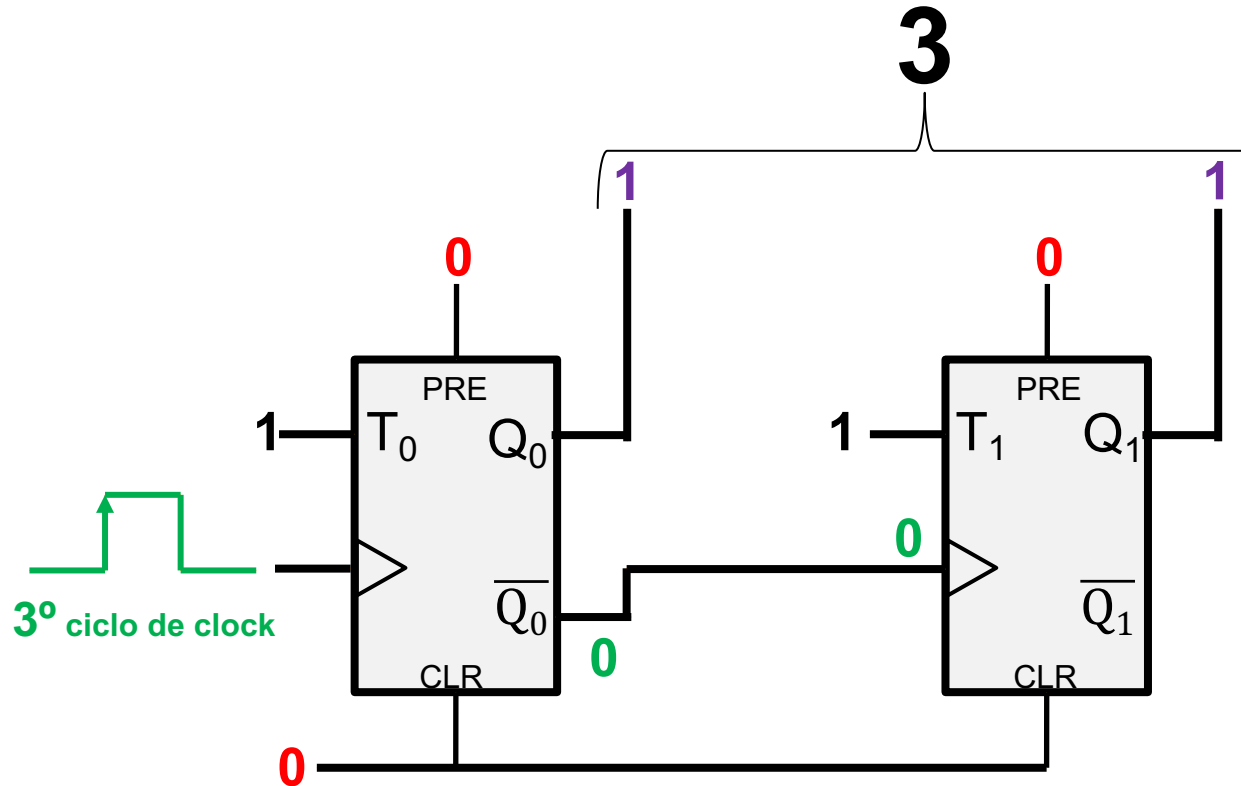 3
1 1
0 0
PRE PRE
1 T₀ Q₀ 1 T₁ Q₁
0
3º ciclo de clock
Q̅₀ Q̅₁
0
CLR CLR
0